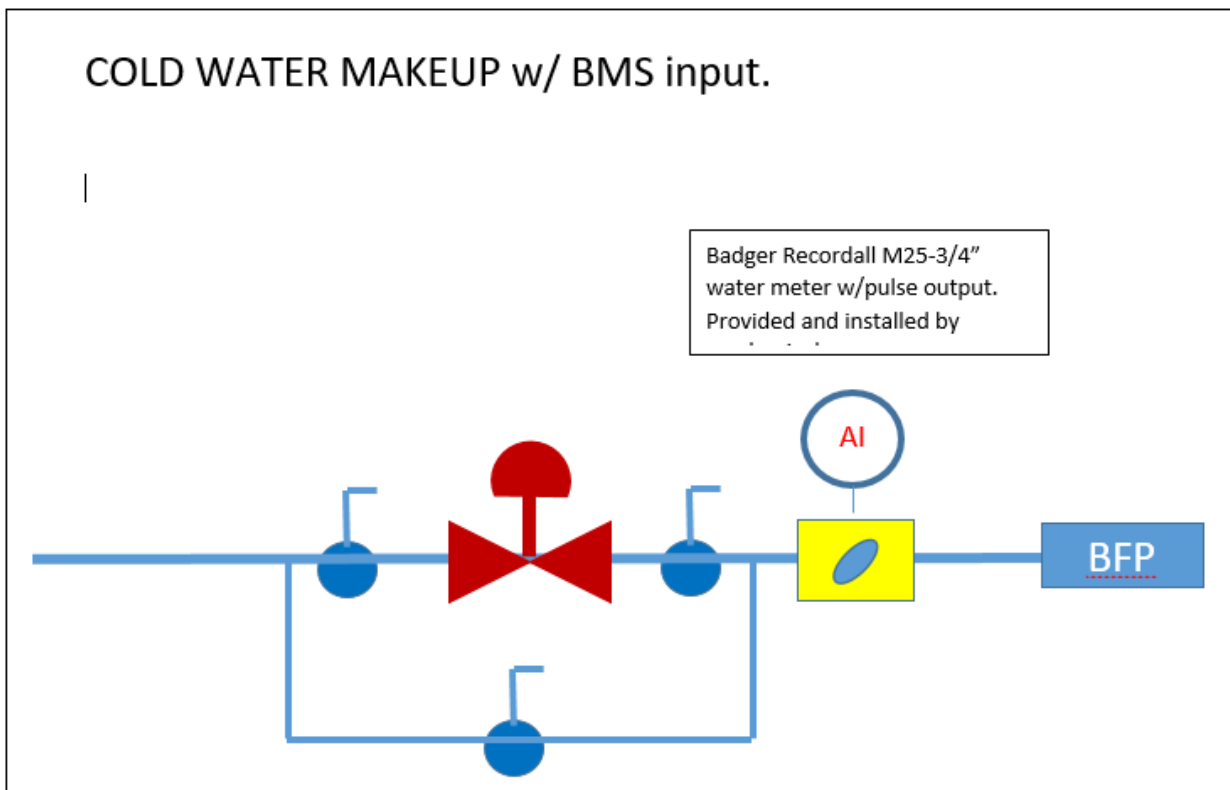 COLD WATER MAKEUP w/ BMS input.
Badger Recordall M25-3/4”
water meter w/pulse output.
Provided and installed by
AI
BFP